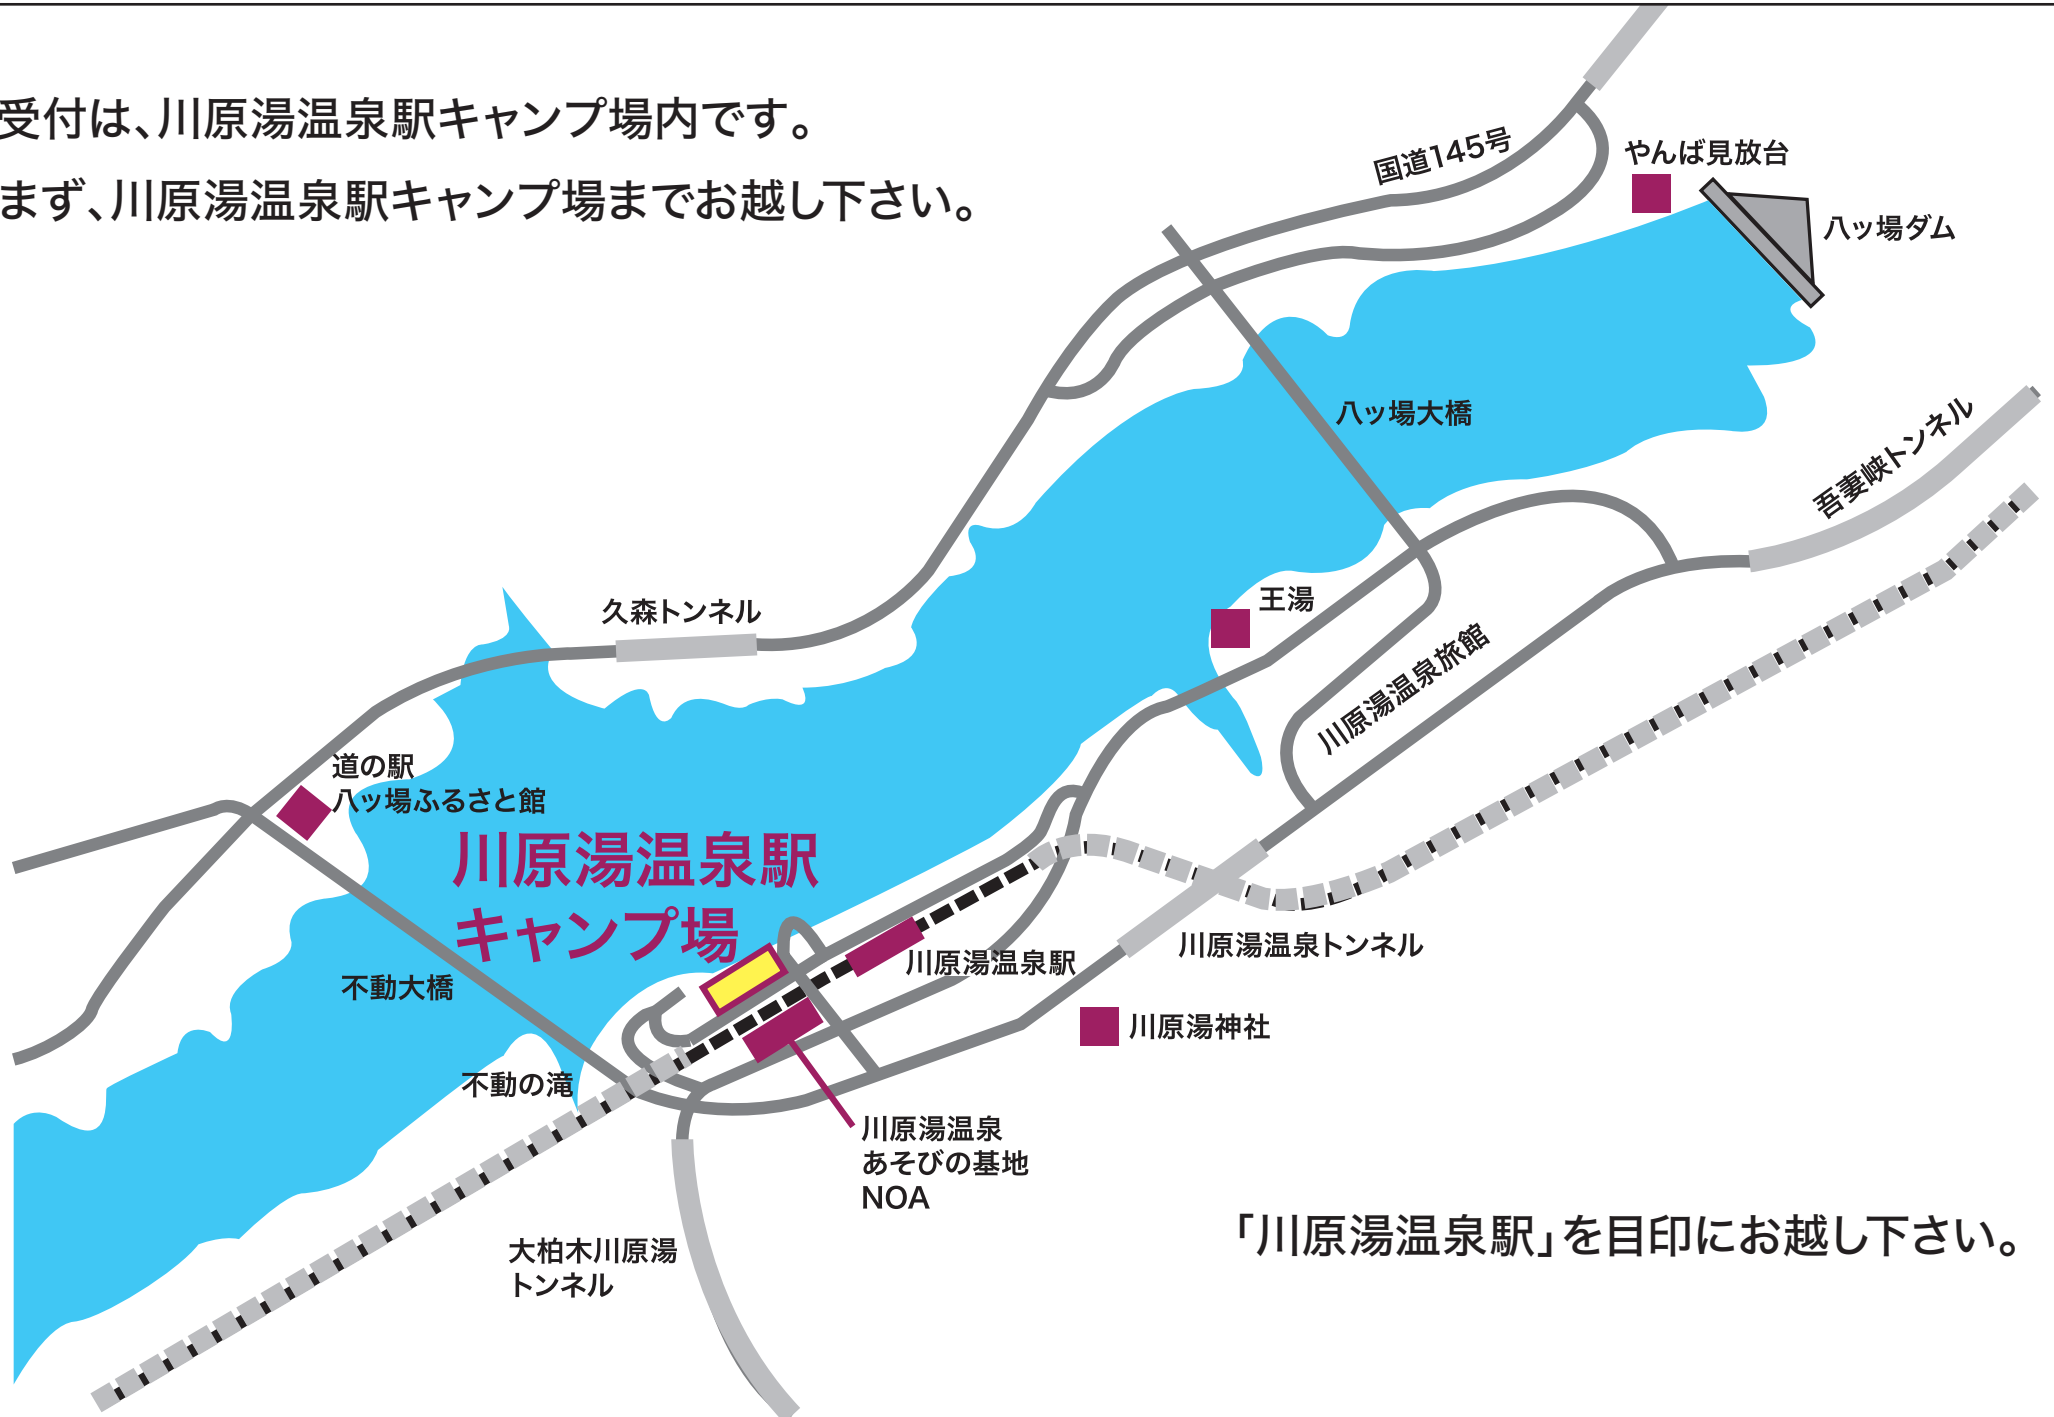 受付は、川原湯温泉駅キャンプ場内です。
まず、川原湯温泉駅キャンプ場までお越し下さい。
国道145号
やんば見放台
八ッ場ダム
八ッ場大橋
吾妻峡トンネル
久森トンネル
王湯
川原湯温泉旅館
道の駅
八ッ場ふるさと館
川原湯温泉駅
キャンプ場
川原湯温泉トンネル
川原湯温泉駅
不動大橋
川原湯神社
不動の滝
川原湯温泉
あそびの基地
NOA
大柏木川原湯
トンネル
「川原湯温泉駅」を目印にお越し下さい。